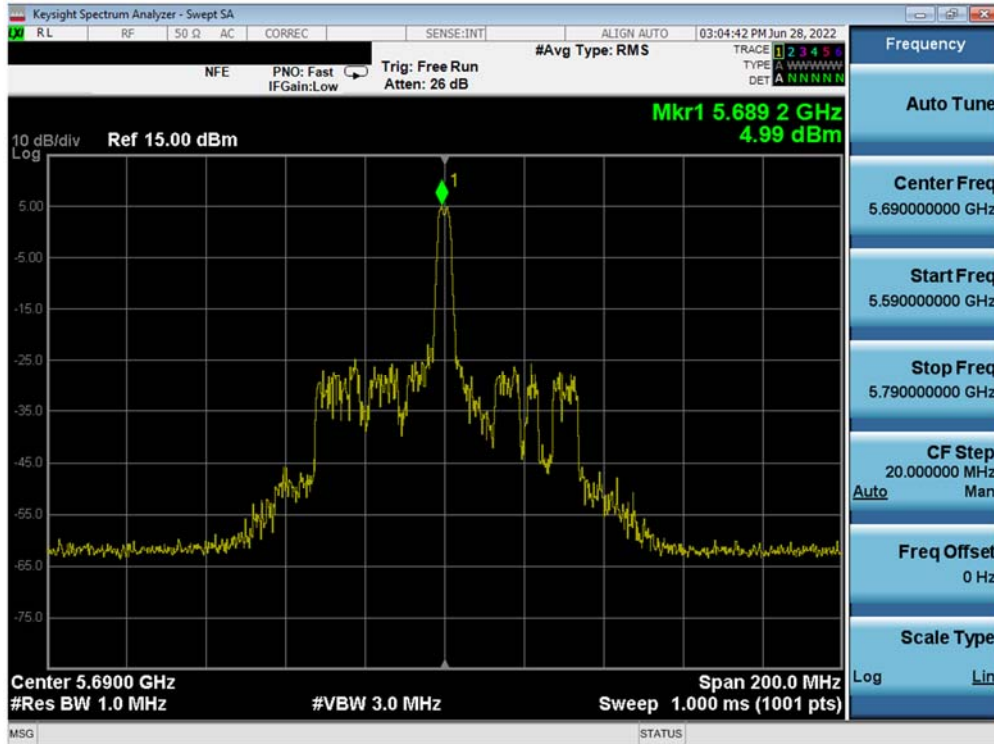 Keysight Spectrum Analyzer - Swept SA
LXI RL RF 50 Ω AC CORREC SENSE:INT ALIGN AUTO 03:04:42 PM Jun 28, 2022
#Avg Type: RMS
TRACE 1 2 3 4 5 6
TYPE A WWWWW
DET A N N N N N
NFE PNO: Fast Trig: Free Run
IFGain:Low Atten: 26 dB
Mkr1 5.689 2 GHz
4.99 dBm
10 dB/div Ref 15.00 dBm
Log
1
5.00
-5.00
-15.0
-25.0
-35.0
-45.0
-55.0
-65.0
-75.0
Center 5.6900 GHz Span 200.0 MHz
#Res BW 1.0 MHz #VBW 3.0 MHz Sweep 1.000 ms (1001 pts)
MSG STATUS
Frequency
Auto Tune
Center Freq
5.690000000 GHz
Start Freq
5.590000000 GHz
Stop Freq
5.790000000 GHz
CF Step
20.000000 MHz
Auto Man
Freq Offset
0 Hz
Scale Type
Log Lin